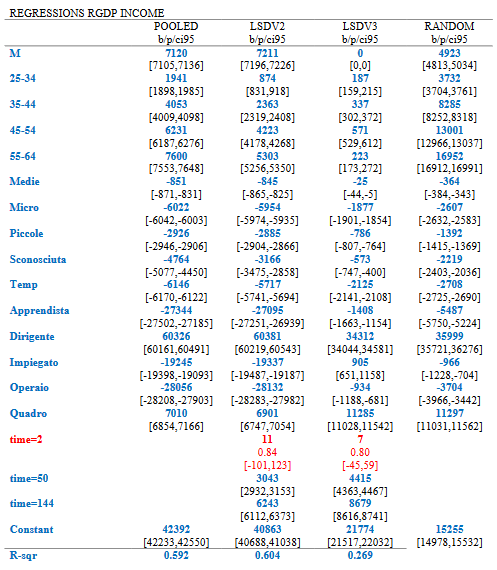 REGRESSIONS RGDP INCOME
POOLED LSDV2 LSDV3 RANDOM
b/p/ci95 b/p/ci95 b/p/ci95 b/p/ci95
M 7120 7211 0 4923
[7105,7136] [7196,7226] [0,0] [4813,5034]
25-34 1941 874 187 3732
[1898,1985] [831,918] [159,215] [3704,3761]
35-44 4053 2363 337 8285
[4009,4098] [2319,2408] [302,372] [8252,8318]
45-54 6231 4223 571 13001
[6187,6276] [4178,4268] [529,612] [12966,13037]
55-64 7600 5303 223 16952
[7553,7648] [5256,5350] [173,272] [16912,16991]
Medie -851 -845 -25 -364
[-871,-831] [-865,-825] [-44,-5] [-384,-343]
Micro -6022 -5954 -1877 -2607
[-6042,-6003] [-5974,-5935] [-1901,-1854] [-2632,-2583]
Piccole -2926 -2885 -786 -1392
[-2946,-2906] [-2904,-2866] [-807,-764] [-1415,-1369]
Sconosciuta -4764 -3166 -573 -2219
[-5077,-4450] [-3475,-2858] [-747,-400] [-2403,-2036]
Temp -6146 -5717 -2125 -2708
[-6170,-6122] [-5741,-5694] [-2141,-2108] [-2725,-2690]
Apprendista -27344 -27095 -1408 -5487
[-27502,-27185] [-27251,-26939] [-1663,-1154] [-5750,-5224]
Dirigente 60326 60381 34312 35999
[60161,60491] [60219,60543] [34044,34581] [35721,36276]
Impiegato -19245 -19337 905 -966
[-19398,-19093] [-19487,-19187] [651,1158] [-1228,-704]
Operaio -28056 -28132 -934 -3704
[-28208,-27903] [-28283,-27982] [-1188,-681] [-3966,-3442]
Quadro 7010 6901 11285 11297
[6854,7166] [6747,7054] [11028,11542] [11031,11562]
time=2 11 7
0.84 0.80
[-101,123] [-45,59]
time=50 3043 4415
[2932,3153] [4363,4467]
time=144 6243 8679
[6112,6373] [8616,8741]
Constant 42392 40863 21774 15255
[42233,42550] [40688,41038] [21517,22032] [14978,15532]
R-sqr 0.592 0.604 0.269